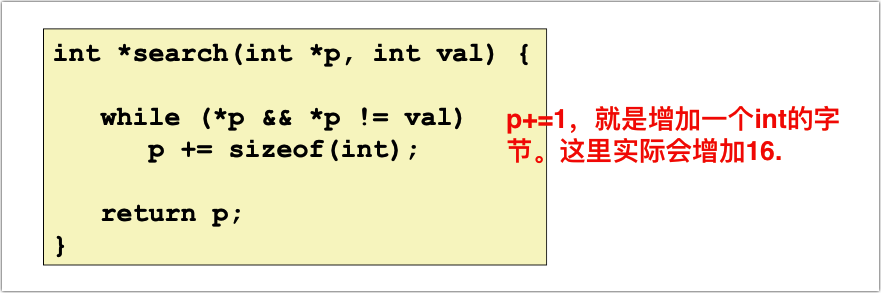 int *search(int *p, int val) {
while (*p && *p != val)
p += sizeof(int);
return p;
}
p+=1，就是增加一个int的字
节。这里实际会增加16.